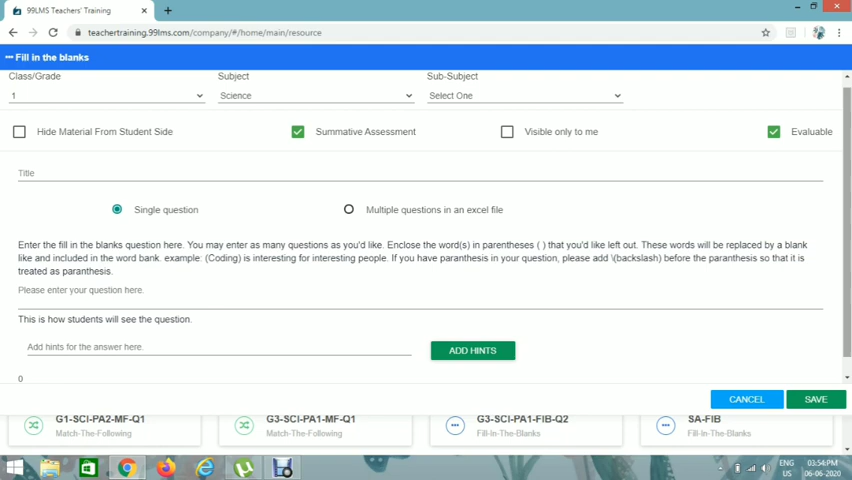 99LMS Teachers' Training
teachertraining.99lms.com/company/#/home/main/resource
Fill in the blanks
Class/Grade Subject Sub-Subject
1 Science Select One
Hide Material From Student Side Summative Assessment Visible only to me Evaluable
Title
Single question Multiple questions in an excel file
Enter the fill in the blanks question here. You may enter as many questions as you'd like. Enclose the word(s) in parentheses ( ) that you'd like left out. These words will be replaced by a blank
like and included in the word bank. example: (Coding) is interesting for interesting people. If you have paranthesis in your question, please add \(backslash) before the paranthesis so that it is
treated as paranthesis.
Please enter your question here.
This is how students will see the question.
Add hints for the answer here. ADD HINTS
0
CANCEL SAVE
G1-SCI-PA2-MF-Q1 G3-SCI-PA1-MF-Q1 G3-SCI-PA1-FIB-Q2 SA-FIB
Match-The-Following Match-The-Following Fill-In-The-Blanks Fill-In-The-Blanks
ENG 03:54:PM
US 06-06-2020